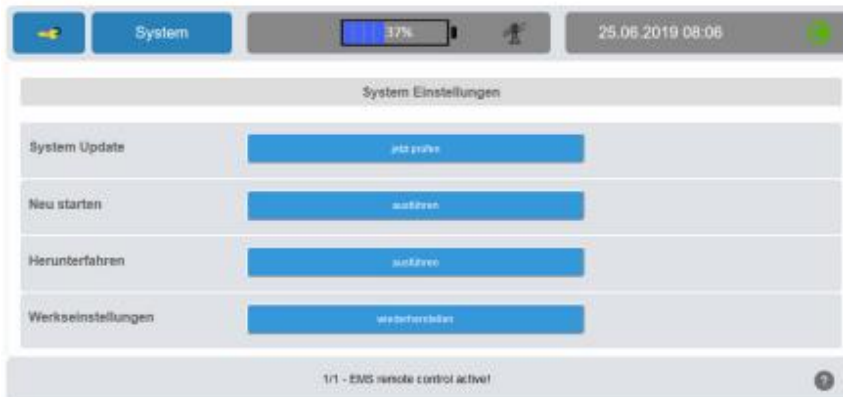 System 37% 25.06.2019 08:06
System Einstellungen
System Update jetzt prüfen
Neu starten ausführen
Herunterfahren ausführen
Werkseinstellungen wiederherstellen
1/1 - EMS remote control active!
?